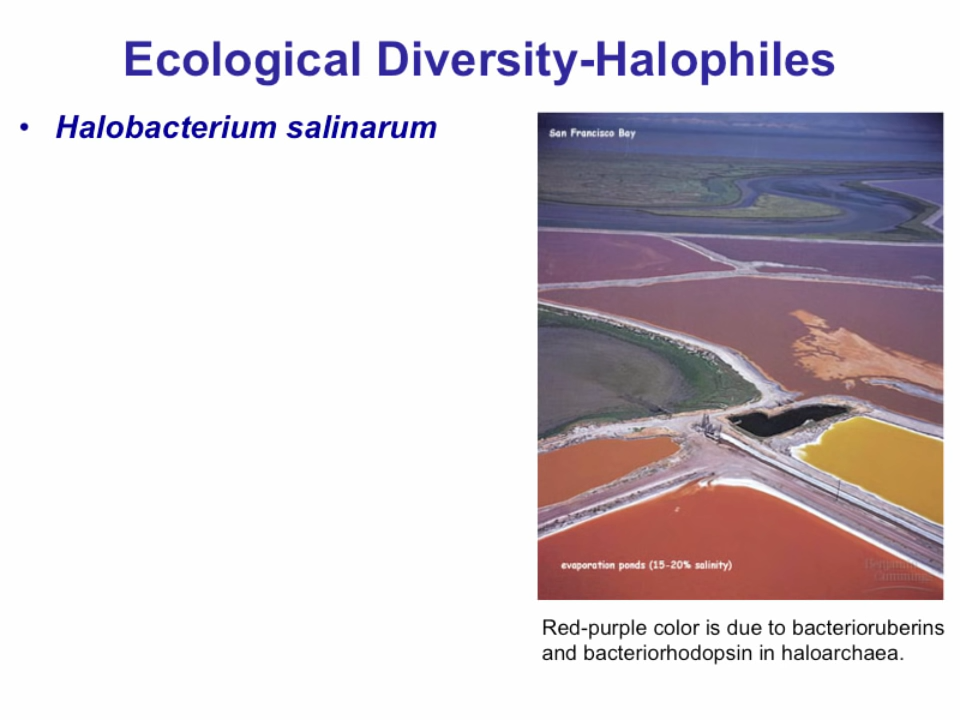 Ecological Diversity-Halophiles
• Halobacterium salinarum
San Francisco Bay
evaporation ponds (15-20% salinity)
Red-purple color is due to bacterioruberins
and bacteriorhodopsin in haloarchaea.